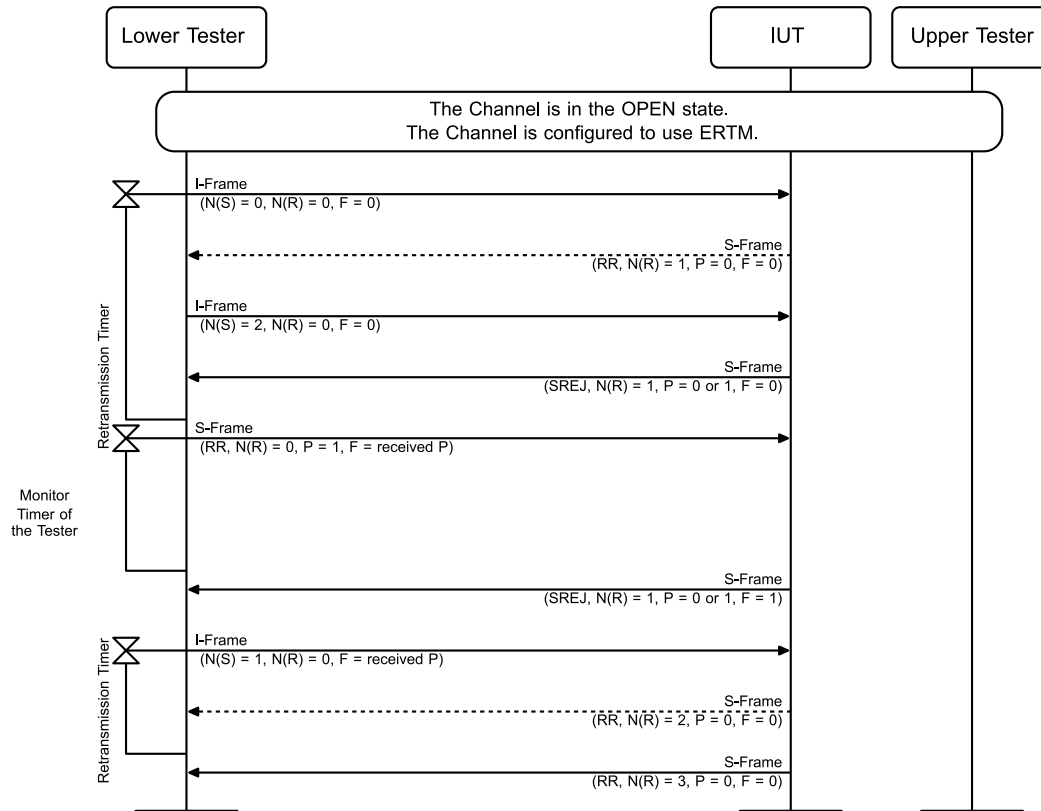 Lower Tester
IUT
Upper Tester
The Channel is in the OPEN state.
The Channel is configured to use ERTM.
I-Frame
(N(S) = 0, N(R) = 0, F = 0)
S-Frame
(RR, N(R) = 1, P = 0, F = 0)
I-Frame
(N(S) = 2, N(R) = 0, F = 0)
S-Frame
(SREJ, N(R) = 1, P = 0 or 1, F = 0)
Retransmission Timer
S-Frame
(RR, N(R) = 0, P = 1, F = received P)
Monitor
Timer of
the Tester
S-Frame
(SREJ, N(R) = 1, P = 0 or 1, F = 1)
I-Frame
(N(S) = 1, N(R) = 0, F = received P)
Retransmission Timer
S-Frame
(RR, N(R) = 2, P = 0, F = 0)
S-Frame
(RR, N(R) = 3, P = 0, F = 0)